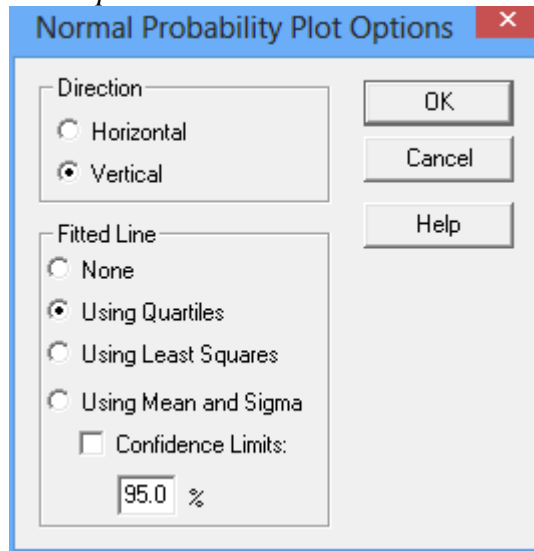 Normal Probability Plot Options
Direction
Horizontal
Vertical
OK
Cancel
Help
Fitted Line
None
Using Quartiles
Using Least Squares
Using Mean and Sigma
Confidence Limits:
95.0 %